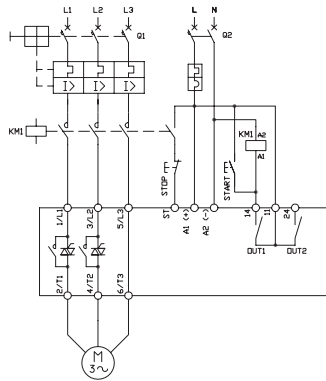 L1 L2 L3 L N
Q1 Q2
I> I> I>
KM1 KM1 A2
A1
STOP START
1/L1 3/L2 5/L3 ST A1 (+) A2 (-) 14 11 24
OUT1 OUT2
2/T1 4/T2 6/T3
M
3~